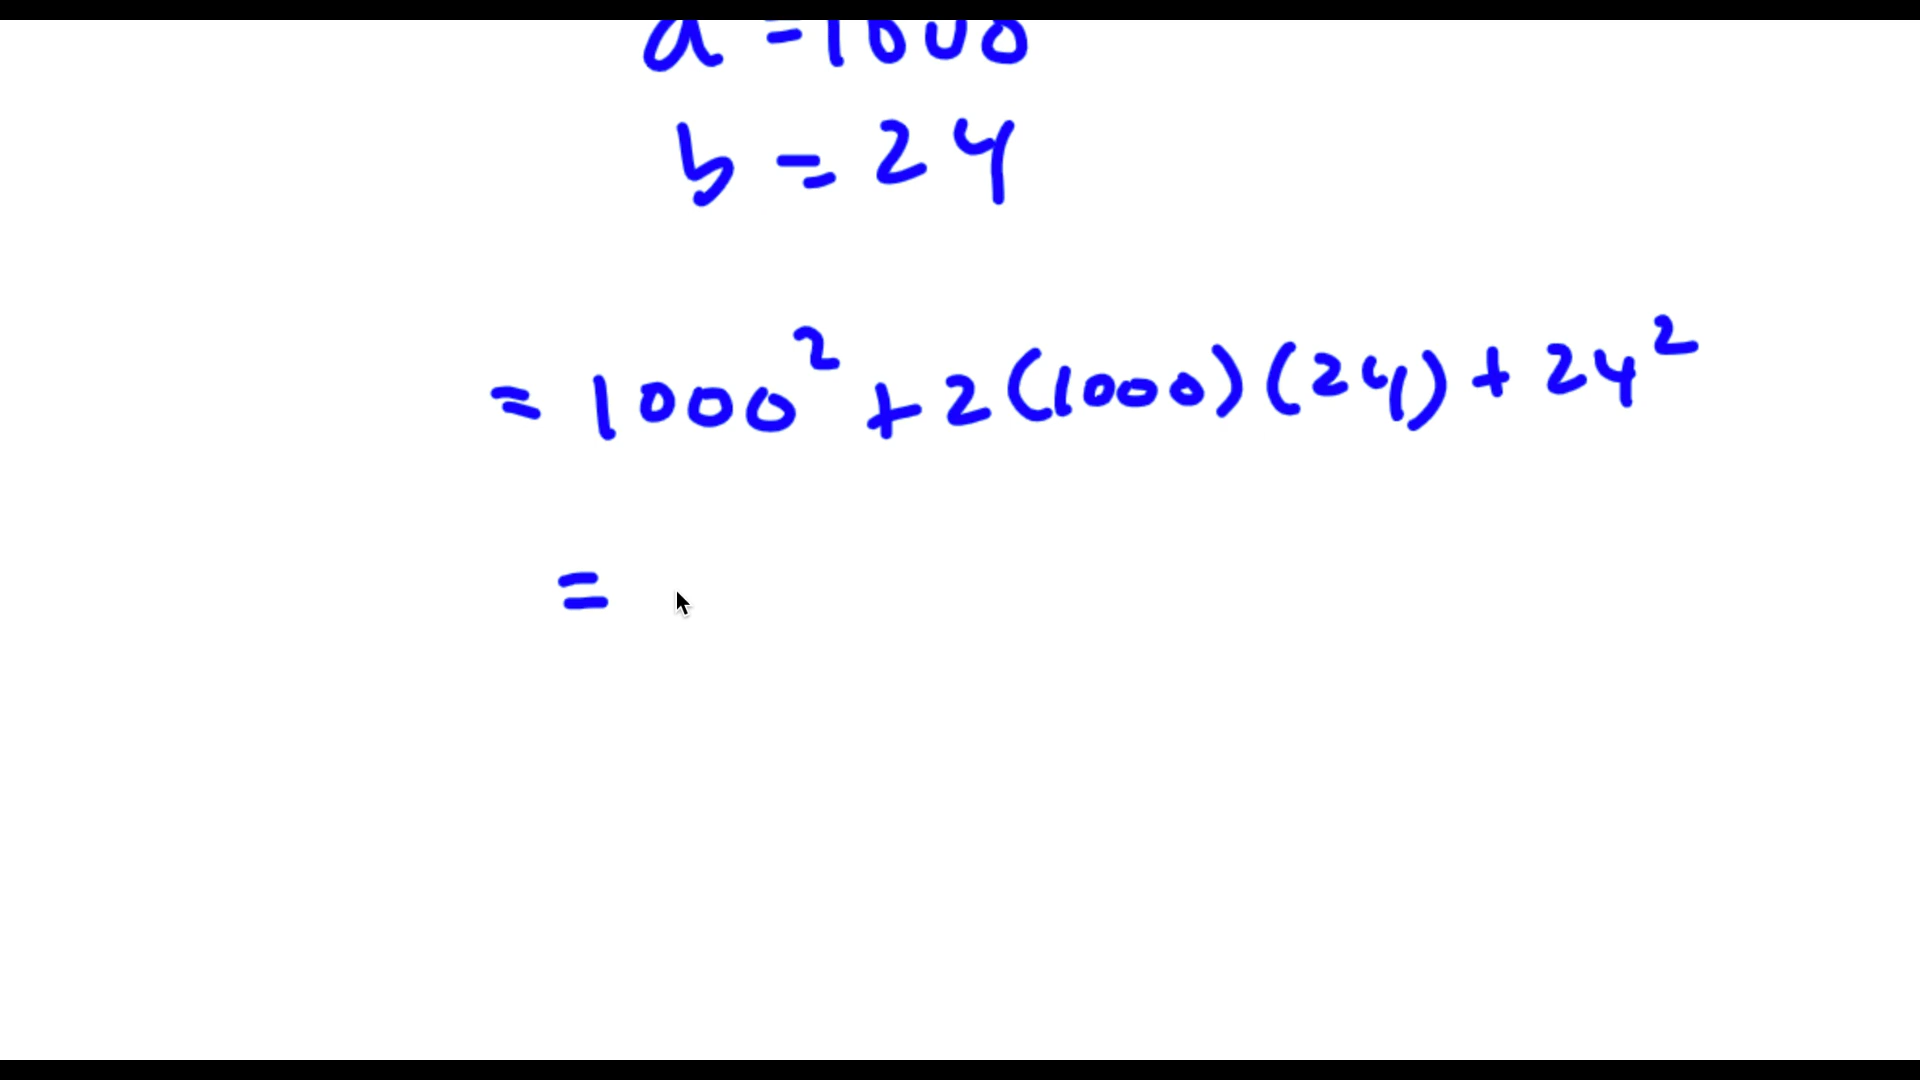 a = 1000
b = 24
= 1000² + 2(1000)(24) + 24²
=